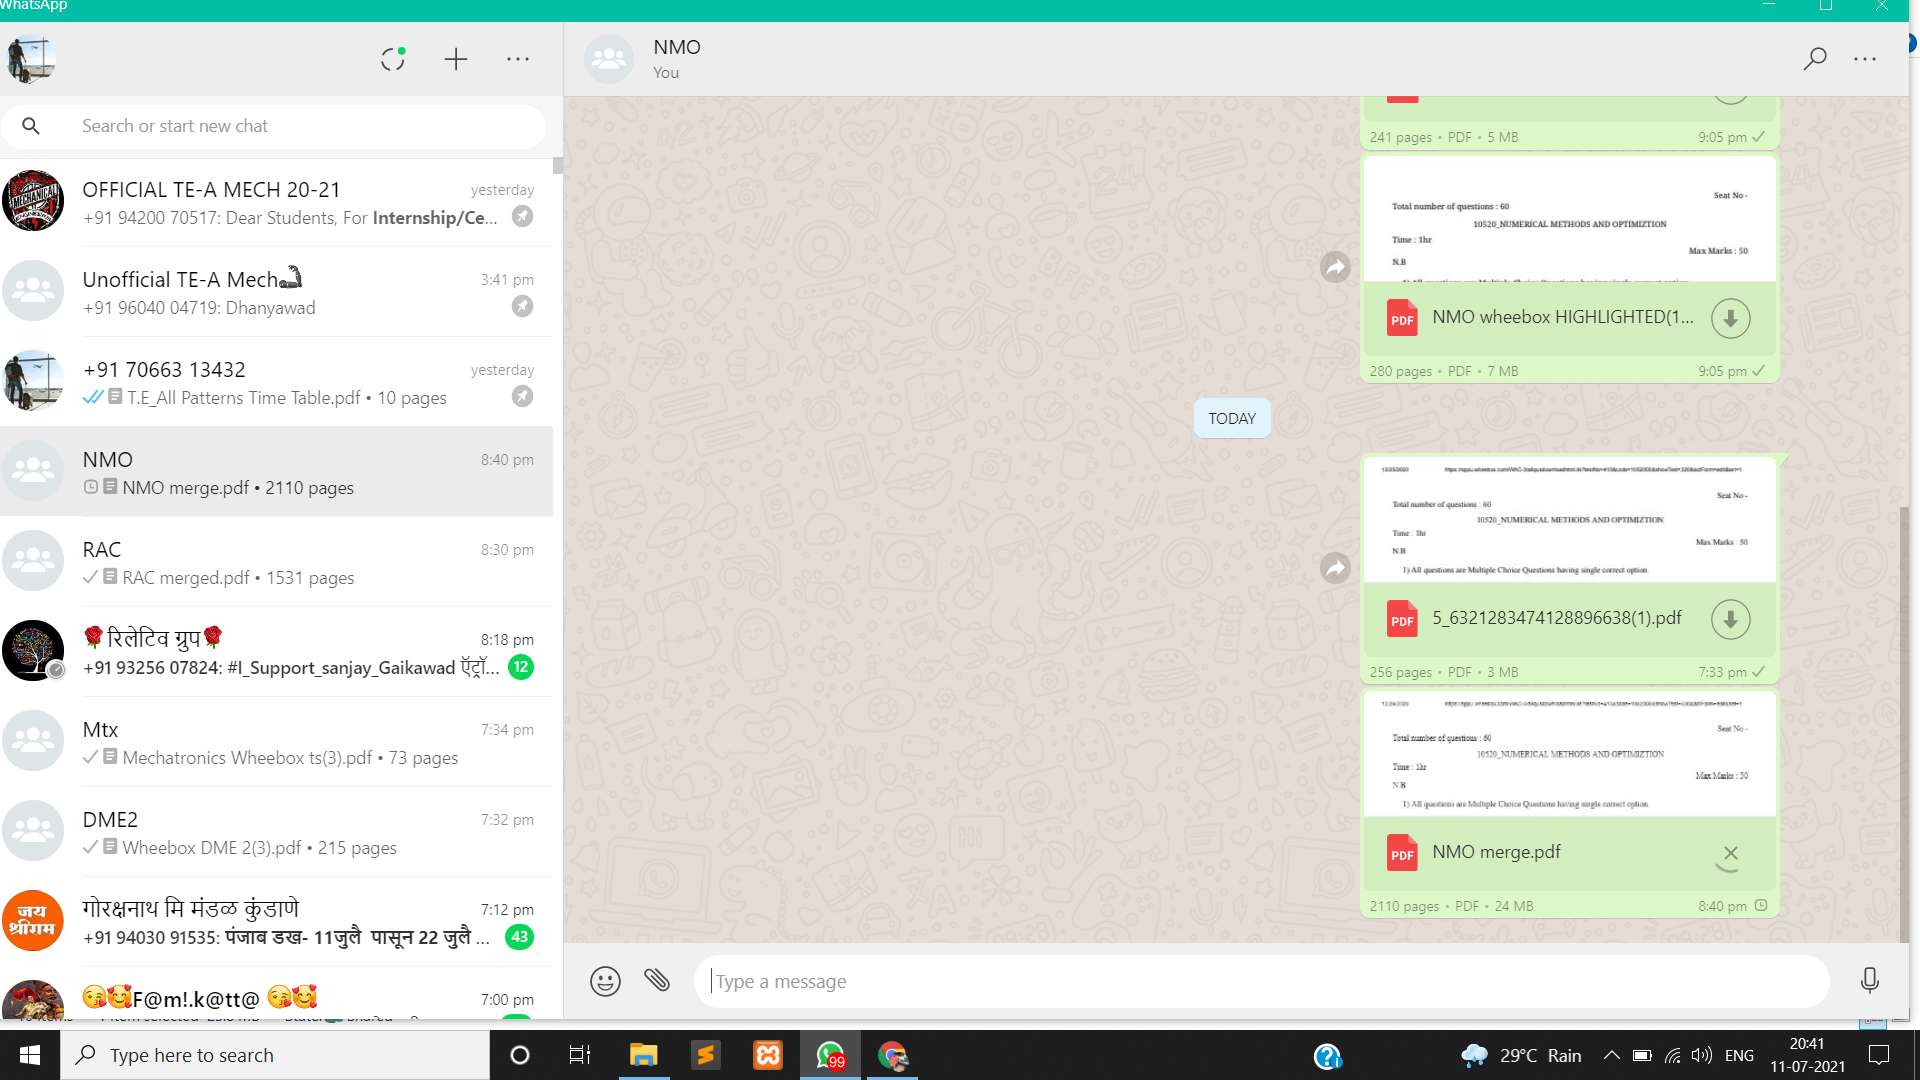 WhatsApp
Search or start new chat
OFFICIAL TE-A MECH 20-21
yesterday
+91 94200 70517: Dear Students, For Internship/Ce...
Unofficial TE-A Mech
3:41 pm
+91 96040 04719: Dhanyawad
+91 70663 13432
yesterday
T.E_All Patterns Time Table.pdf • 10 pages
NMO
8:40 pm
NMO merge.pdf • 2110 pages
RAC
8:30 pm
RAC merged.pdf • 1531 pages
🌹रिलेटिव ग्रुप🌹
8:18 pm
+91 93256 07824: #I_Support_sanjay_Gaikawad ऍट्रॉ...
12
Mtx
7:34 pm
Mechatronics Wheebox ts(3).pdf • 73 pages
DME2
7:32 pm
Wheebox DME 2(3).pdf • 215 pages
जय
श्रीराम
गोरक्षनाथ मि मंडळ कुंडाणे
7:12 pm
+91 94030 91535: पंजाब डख- 11जुलै पासून 22 जुलै ...
43
😘🥰F@m!.k@tt@ 😘🥰
7:00 pm
NMO
You
241 pages • PDF • 5 MB
9:05 pm
Seat No -
Total number of questions : 60
10520_NUMERICAL METHODS AND OPTIMIZTION
Time : 1hr
Max Marks : 50
N.B
PDF
NMO wheebox HIGHLIGHTED(1...
280 pages • PDF • 7 MB
9:05 pm
TODAY
Seat No -
Total number of questions : 60
10520_NUMERICAL METHODS AND OPTIMIZTION
Time : 1hr
Max Marks : 50
N.B
1) All questions are Multiple Choice Questions having single correct option.
PDF
5_6321283474128896638(1).pdf
256 pages • PDF • 3 MB
7:33 pm
Seat No -
Total number of questions : 60
10520_NUMERICAL METHODS AND OPTIMIZTION
Time : 1hr
Max Marks : 50
N.B
1) All questions are Multiple Choice Questions having single correct option.
PDF
NMO merge.pdf
2110 pages • PDF • 24 MB
8:40 pm
Type a message
Type here to search
99
29°C Rain
ENG
20:41
11-07-2021